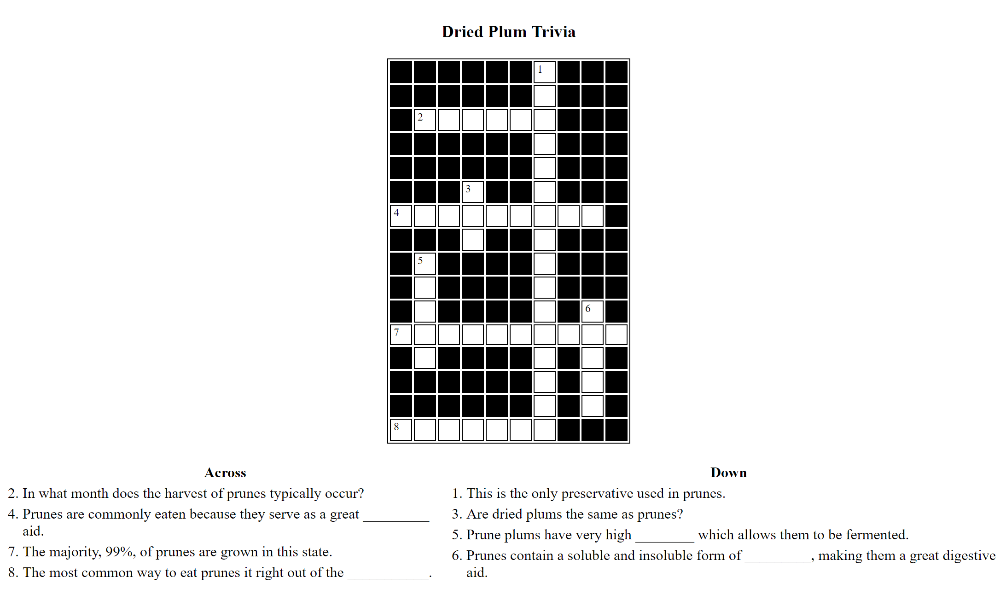 Dried Plum Trivia
1
2
3
4
5
6
7
8
Across
2. In what month does the harvest of prunes typically occur?
4. Prunes are commonly eaten because they serve as a great _________
aid.
7. The majority, 99%, of prunes are grown in this state.
8. The most common way to eat prunes it right out of the ___________.
Down
1. This is the only preservative used in prunes.
3. Are dried plums the same as prunes?
5. Prune plums have very high ________ which allows them to be fermented.
6. Prunes contain a soluble and insoluble form of _________, making them a great digestive
aid.